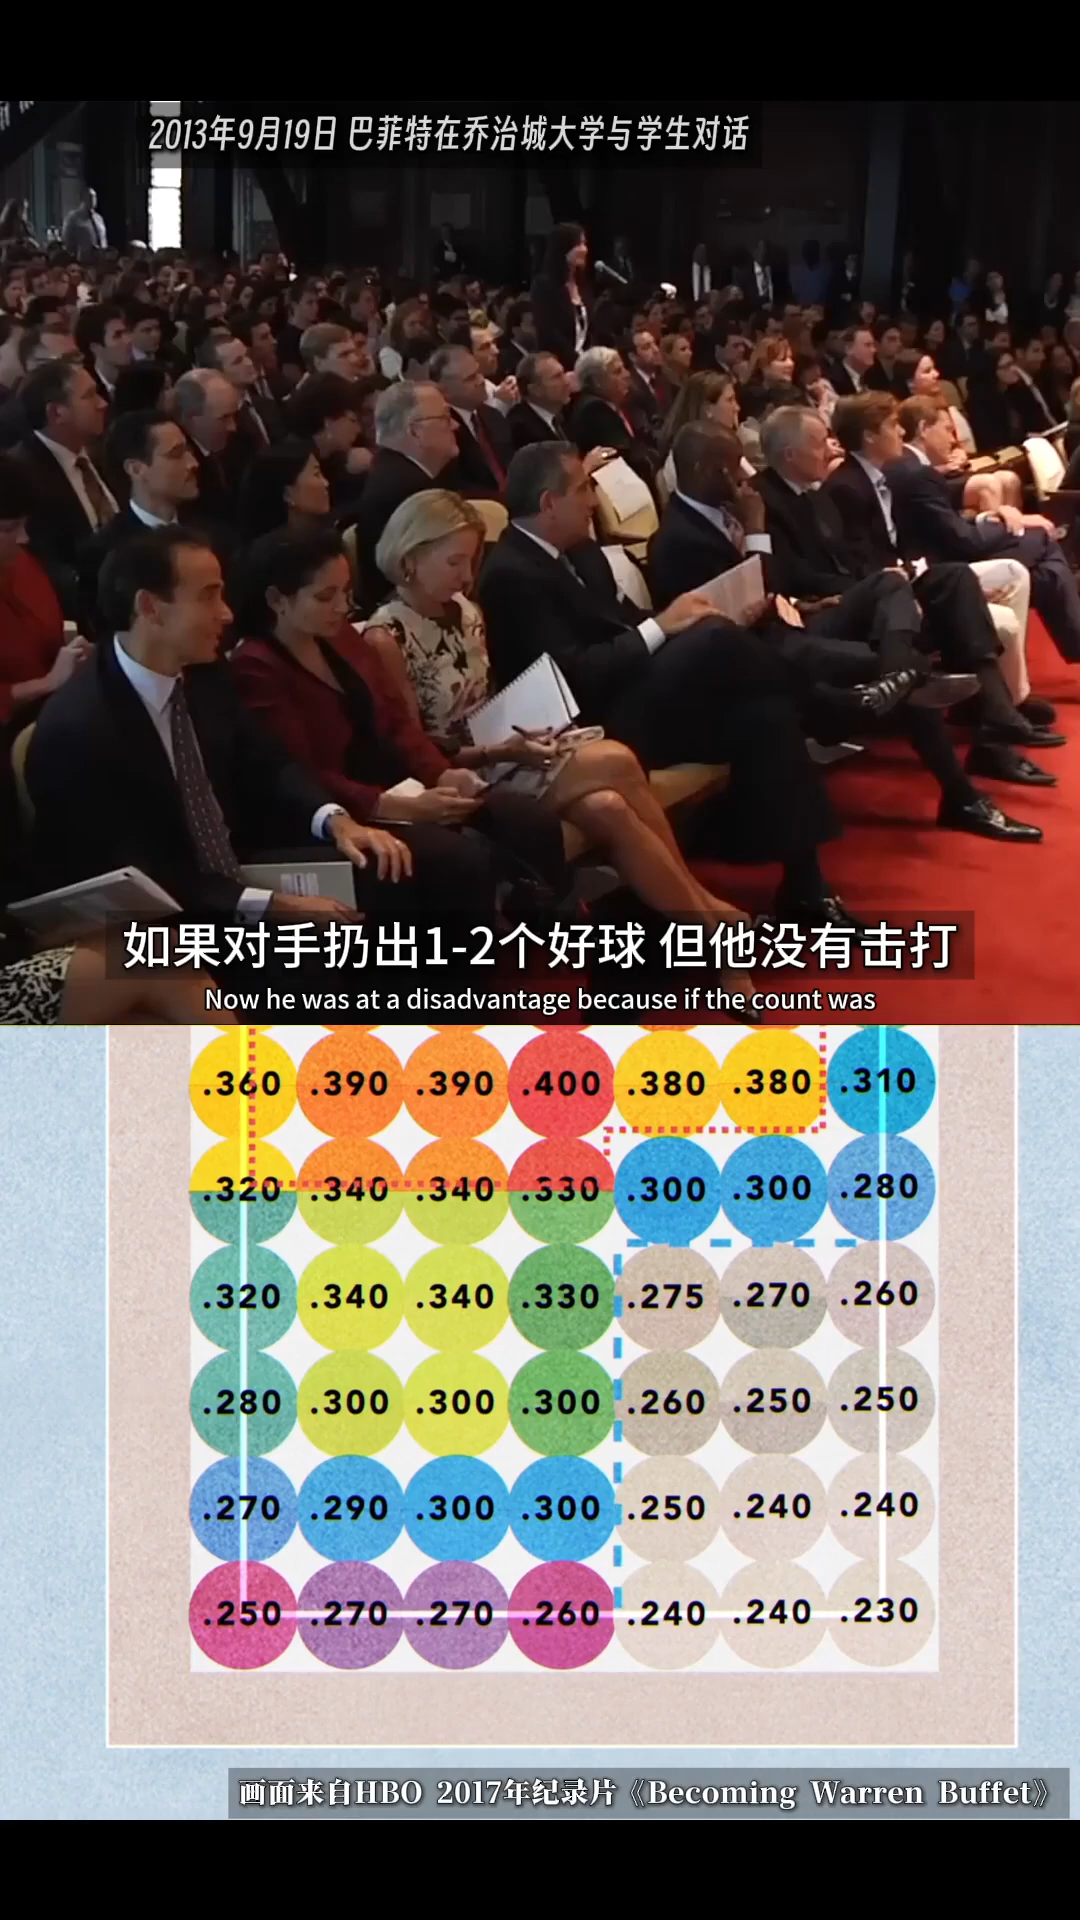 2013年9月19日 巴菲特在乔治城大学与学生对话
如果对手扔出1-2个好球 但他没有击打
Now he was at a disadvantage because if the count was
.360 .390 .390 .400 .380 .380 .310
.320 .340 .340 .330 .300 .300 .280
.320 .340 .340 .330 .275 .270 .260
.280 .300 .300 .300 .260 .250 .250
.270 .290 .300 .300 .250 .240 .240
.250 .270 .270 .260 .240 .240 .230
画面来自HBO 2017年纪录片《Becoming Warren Buffet》